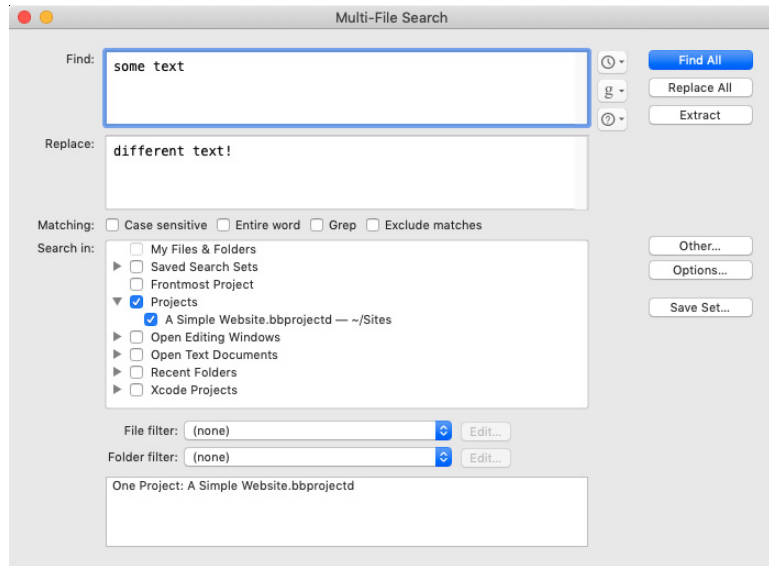 Multi-File Search
Find:
some text
g
Find All
Replace All
Extract
Replace:
different text!
Matching:
Case sensitive
Entire word
Grep
Exclude matches
Search in:
My Files & Folders
Saved Search Sets
Frontmost Project
Projects
A Simple Website.bbprojectd — ~/Sites
Open Editing Windows
Open Text Documents
Recent Folders
Xcode Projects
Other...
Options...
Save Set...
File filter:
(none)
Edit...
Folder filter:
(none)
Edit...
One Project: A Simple Website.bbprojectd